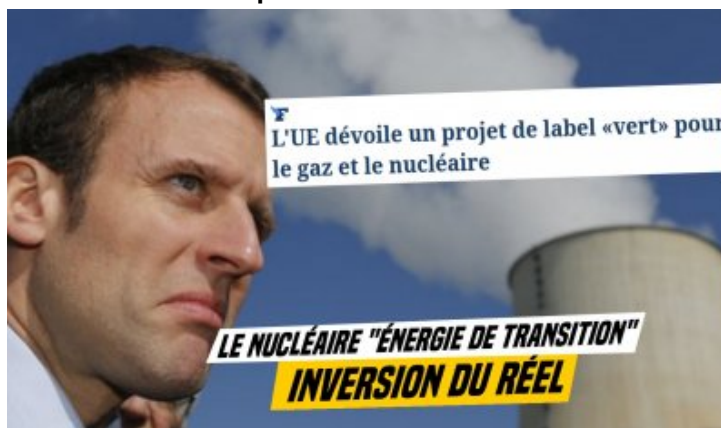 L'UE dévoile un projet de label «vert» pour
le gaz et le nucléaire
LE NUCLÉAIRE "ÉNERGIE DE TRANSITION"
INVERSION DU RÉEL